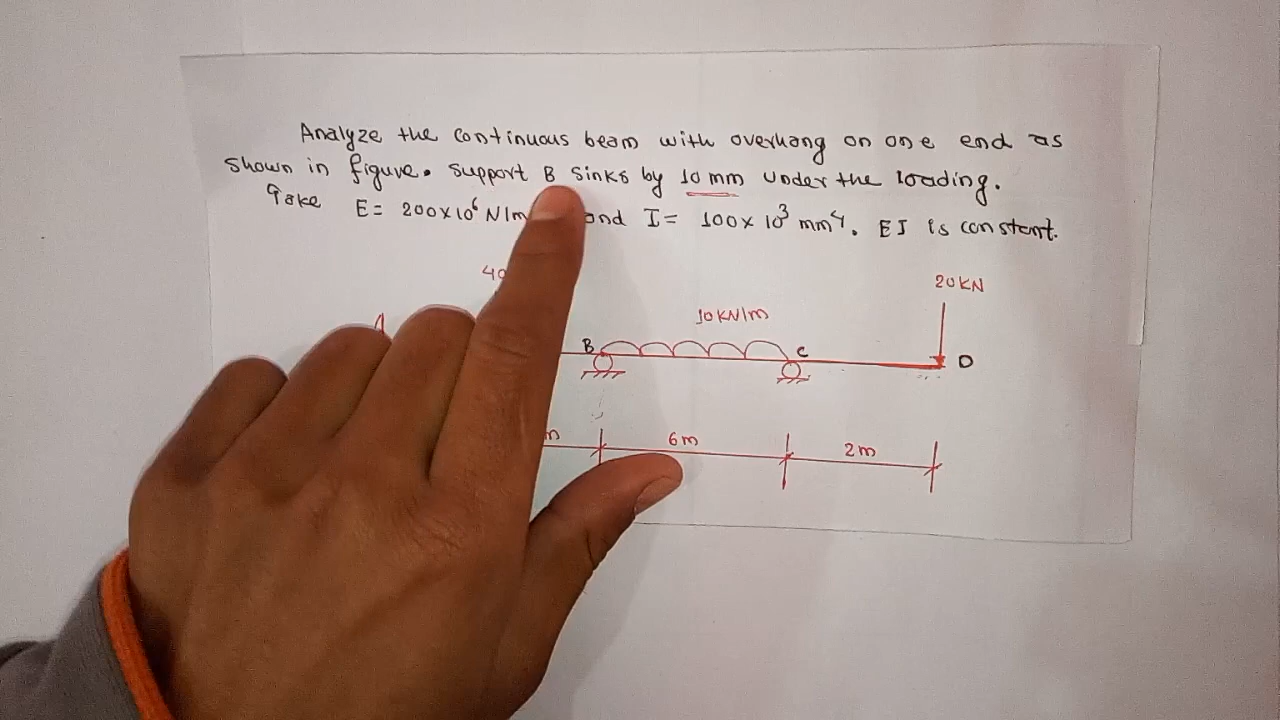 Analyze the continuous beam with overhang on one end as
shown in figure. Support B sinks by 10 mm under the loading.
Take E = 200x10⁶ N/m and I = 100x10³ mm⁴. EI is constant.
40
20KN
10KN/m
B
C
D
m
6m
2m